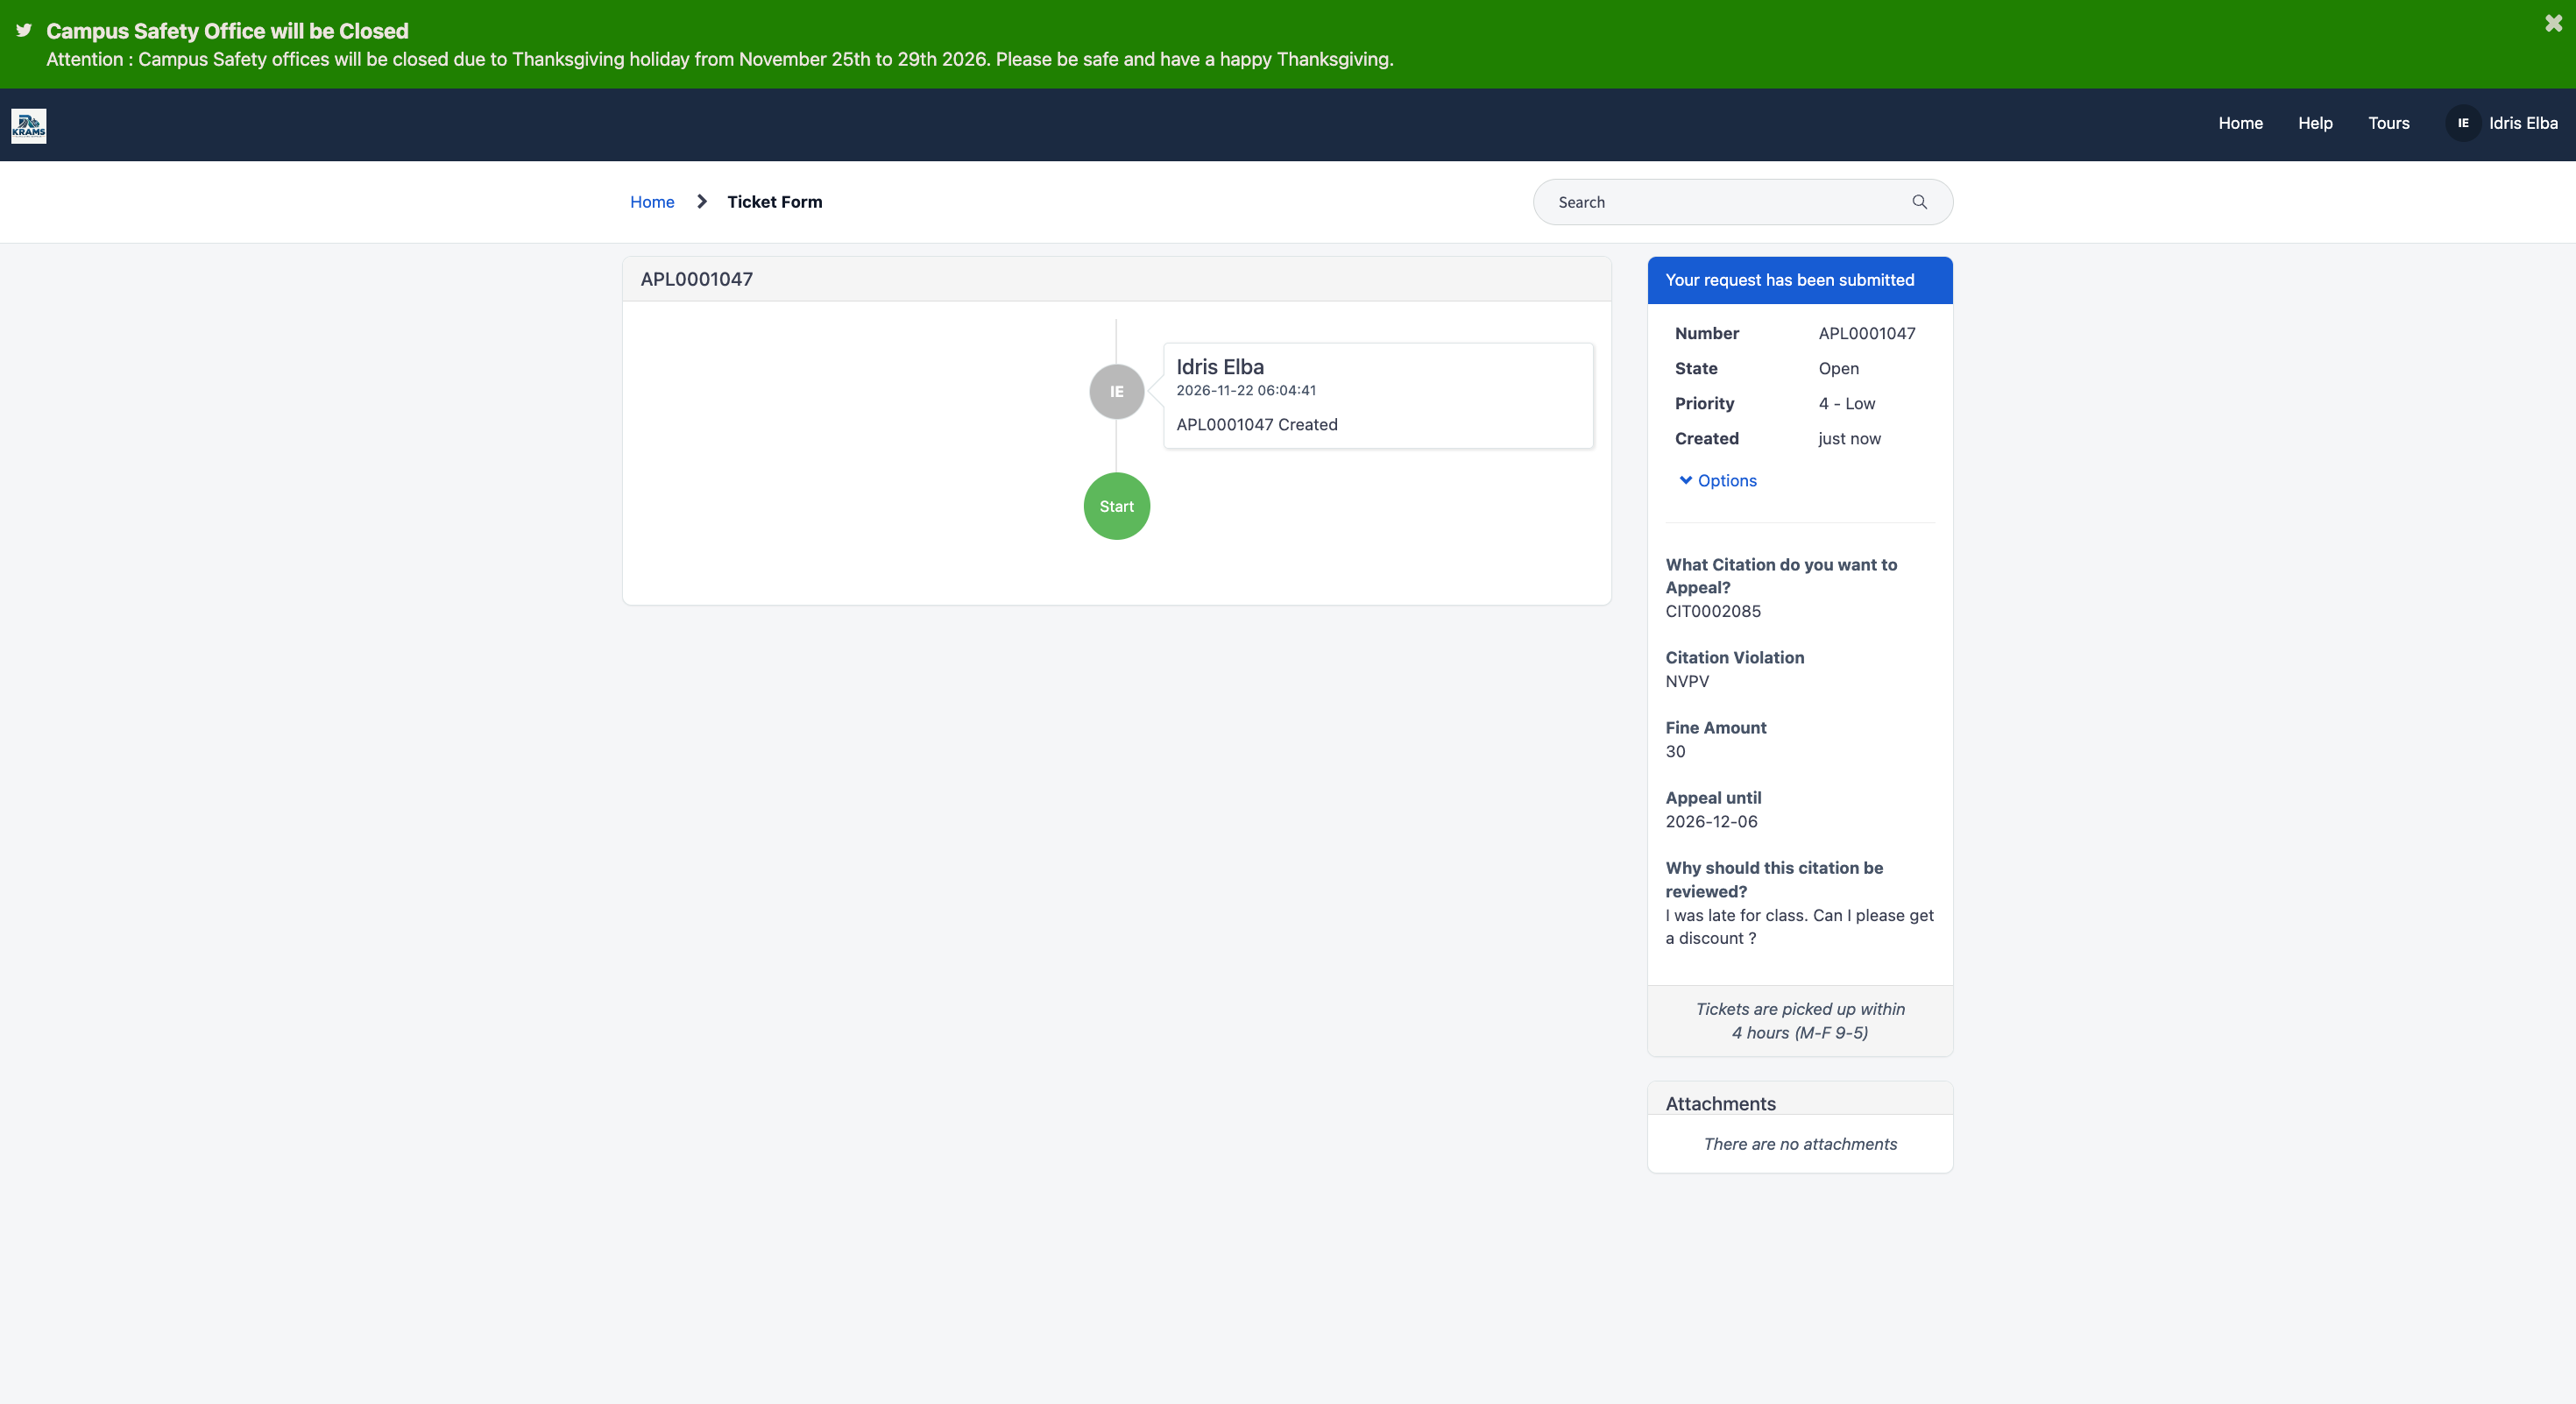 Campus Safety Office will be Closed
Attention : Campus Safety offices will be closed due to Thanksgiving holiday from November 25th to 29th 2026. Please be safe and have a happy Thanksgiving.
KRAMS
Home
Help
Tours
IE
Idris Elba
Home
Ticket Form
Search
APL0001047
IE
Idris Elba
2026-11-22 06:04:41
APL0001047 Created
Start
Your request has been submitted
Number APL0001047
State Open
Priority 4 - Low
Created just now
Options
What Citation do you want to
Appeal?
CIT0002085
Citation Violation
NVPV
Fine Amount
30
Appeal until
2026-12-06
Why should this citation be
reviewed?
I was late for class. Can I please get
a discount ?
Tickets are picked up within
4 hours (M-F 9-5)
Attachments
There are no attachments